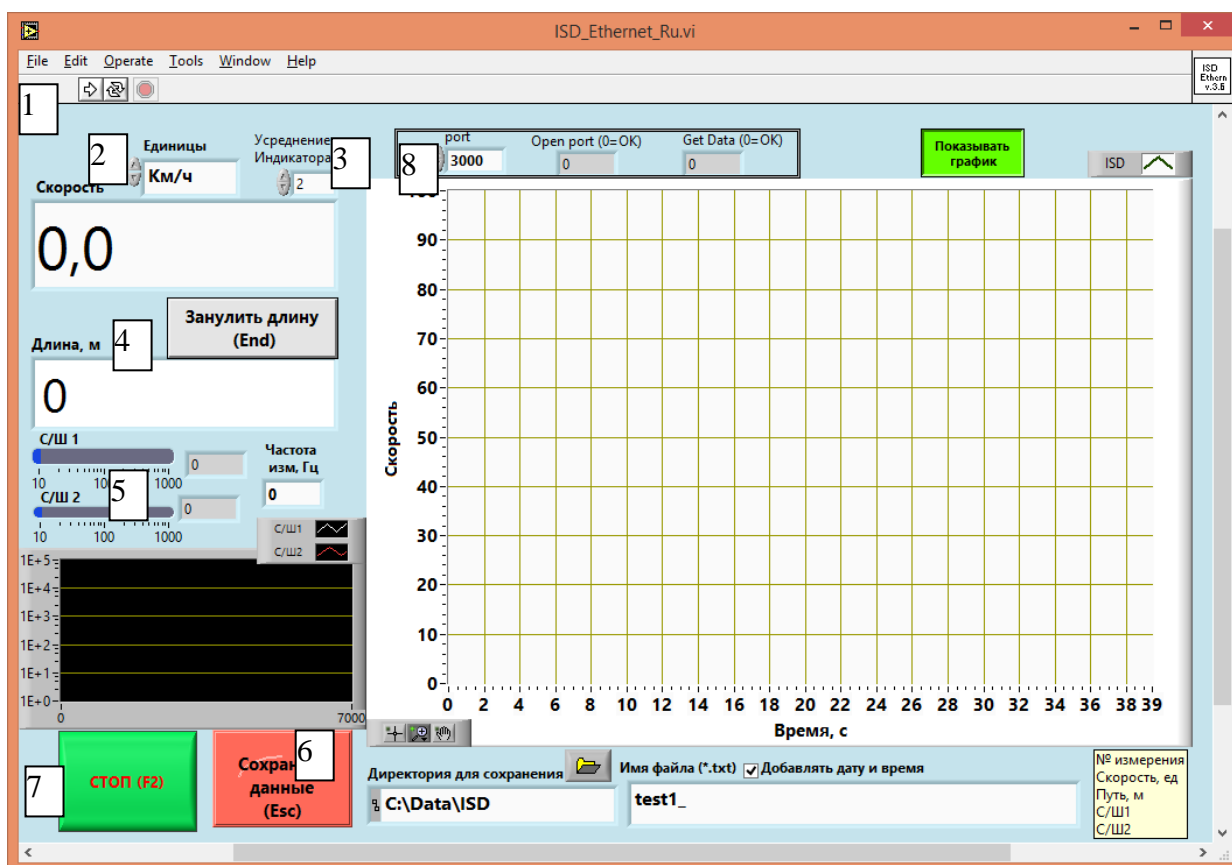 ISD_Ethernet_Ru.vi
File Edit Operate Tools Window Help
ISD
Ethern
v.3.6
1
2
Единицы
Км/ч
Усреднение
Индикатора
3
2
8
port
3000
Open port (0=OK)
0
Get Data (0=OK)
0
Показывать
график
ISD
Скорость
0,0
Занулить длину
(End)
Длина, м
4
0
С/Ш 1
10 100 1000
0
5
С/Ш 2
10 100 1000
0
Частота
изм, Гц
0
С/Ш1
С/Ш2
1E+5
1E+4
1E+3
1E+2
1E+1
1E+0
0 7000
Скорость
100
90
80
70
60
50
40
30
20
10
0
0 2 4 6 8 10 12 14 16 18 20 22 24 26 28 30 32 34 36 38 39
Время, с
7
СТОП (F2)
6
Сохран
данные
(Esc)
Директория для сохранения
C:\Data\ISD
Имя файла (*.txt) Добавлять дату и время
test1_
№ измерения
Скорость, ед
Путь, м
С/Ш1
С/Ш2